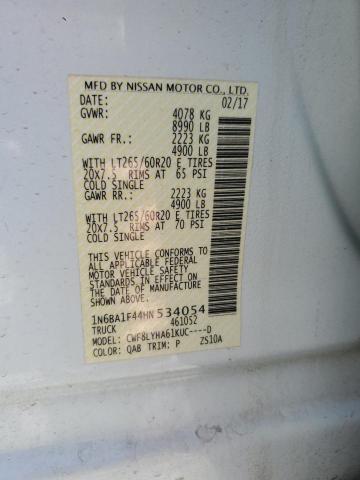 MFD BY NISSAN MOTOR CO., LTD.
DATE: 02/17
GVWR: 4078 KG
8990 LB
GAWR FR.: 2223 KG
4900 LB
WITH LT265/60R20 E TIRES
20X7.5 RIMS AT 65 PSI
COLD SINGLE
GAWR RR.: 2223 KG
4900 LB
WITH LT265/60R20 E TIRES
20X7.5 RIMS AT 70 PSI
COLD SINGLE
THIS VEHICLE CONFORMS TO
ALL APPLICABLE FEDERAL
MOTOR VEHICLE SAFETY
STANDARDS IN EFFECT ON
THE DATE OF MANUFACTURE
SHOWN ABOVE.
1N6BA1F44HN534054
TRUCK 461052
MODEL: CWF8LYHA61KUC----D
COLOR: QAB TRIM: P ZS10A